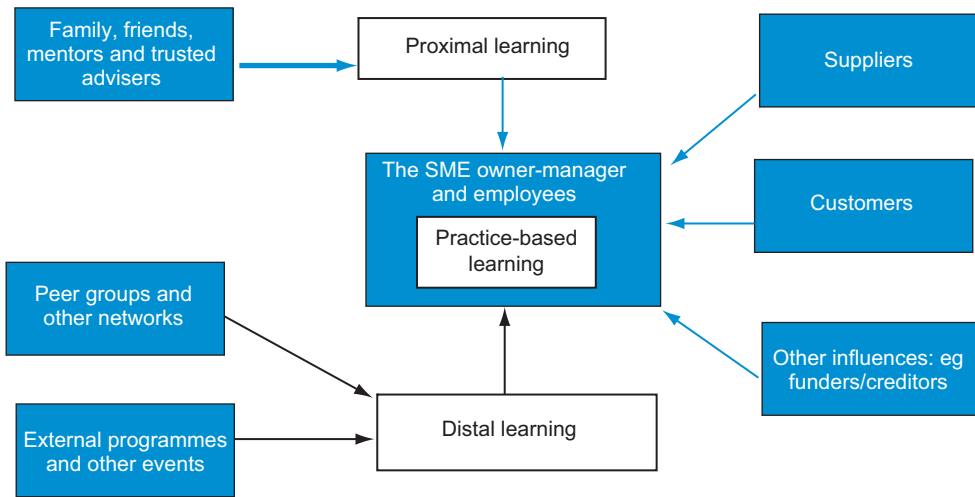 Family, friends,
mentors and trusted
advisers
Proximal learning
Suppliers
The SME owner-manager
and employees
Practice-based
learning
Customers
Peer groups and
other networks
Other influences: eg
funders/creditors
External programmes
and other events
Distal learning